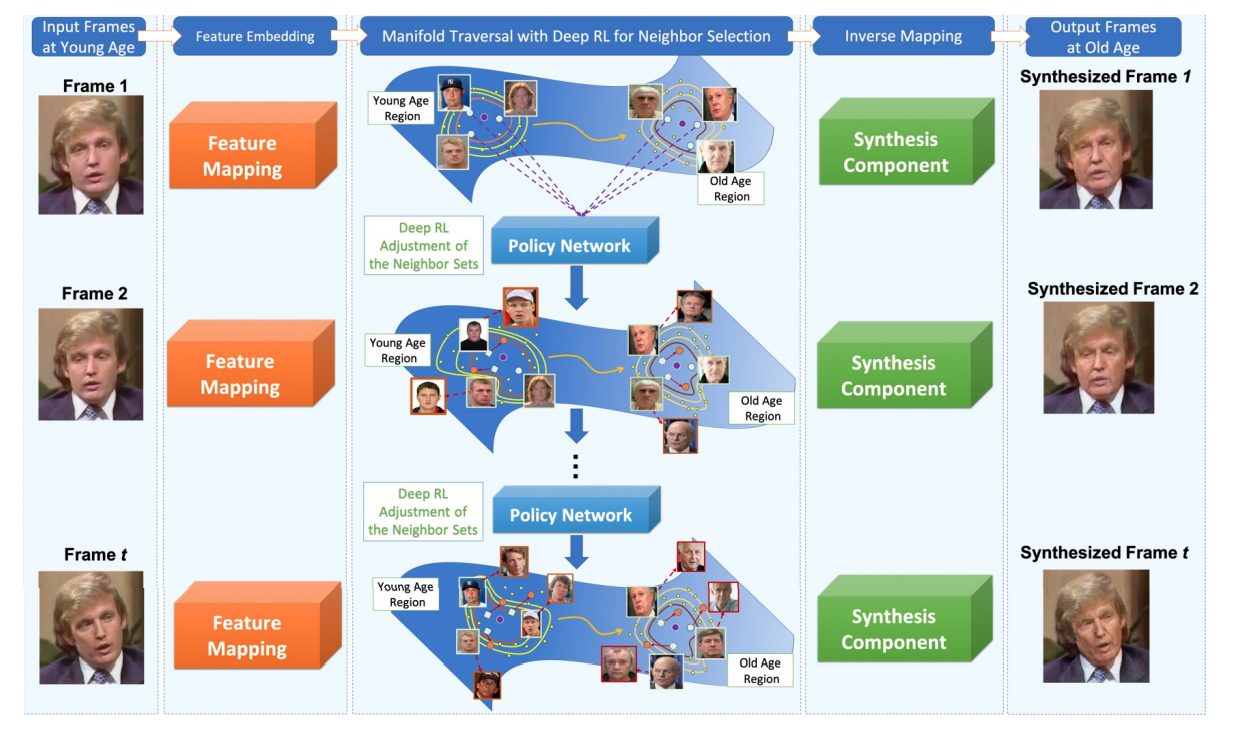 Input Frames
at Young Age
Feature Embedding
Manifold Traversal with Deep RL for Neighbor Selection
Inverse Mapping
Output Frames
at Old Age
Frame 1
Feature
Mapping
Young Age
Region
Old Age
Region
Synthesis
Component
Synthesized Frame 1
Deep RL
Adjustment of
the Neighbor Sets
Policy Network
Frame 2
Feature
Mapping
Young Age
Region
Old Age
Region
Synthesis
Component
Synthesized Frame 2
Deep RL
Adjustment of
the Neighbor Sets
Policy Network
Frame t
Feature
Mapping
Young Age
Region
Old Age
Region
Synthesis
Component
Synthesized Frame t